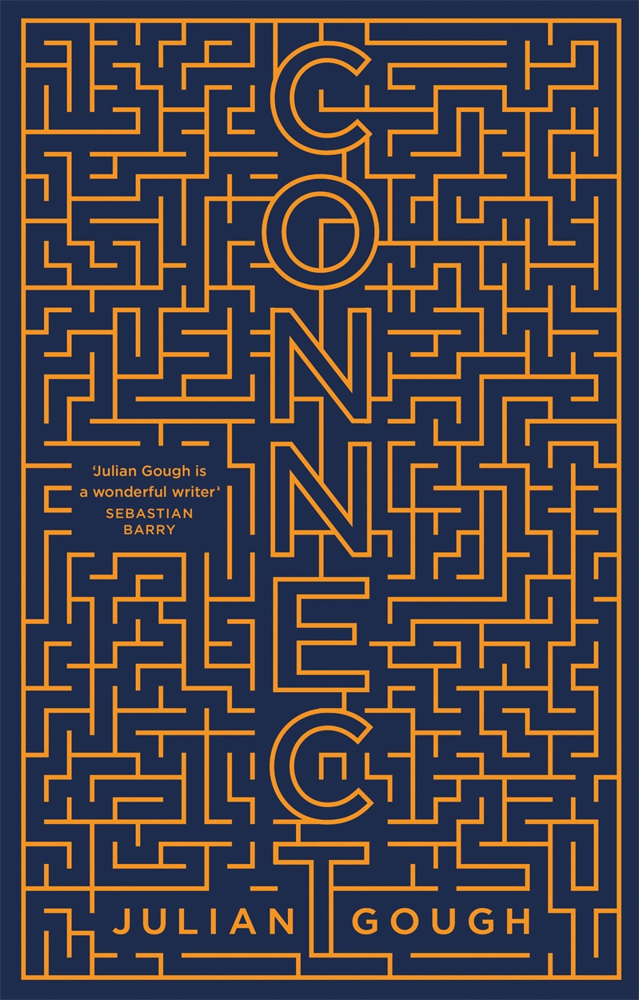 CONNECT
'Julian Gough is
a wonderful writer'
SEBASTIAN
BARRY
JULIAN GOUGH